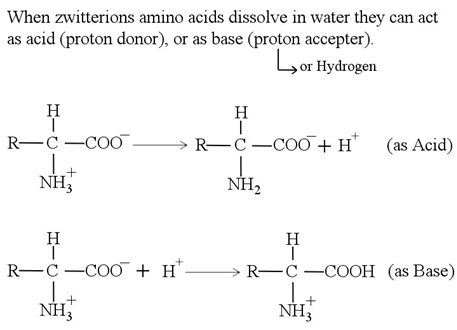 When zwitterions amino acids dissolve in water they can act
as acid (proton donor), or as base (proton accepter).
or Hydrogen
H H
R—C—COO⁻ → R—C—COO⁻ + H⁺ (as Acid)
NH₃⁺ NH₂
H H
R—C—COO⁻ + H⁺ → R—C—COOH (as Base)
NH₃⁺ NH₃⁺